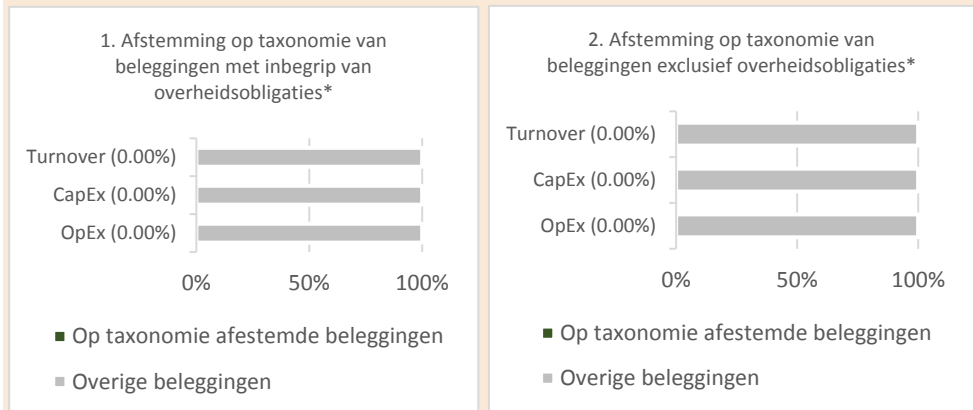 1. Afstemming op taxonomie van
beleggingen met inbegrip van
overheidsobligaties*
Turnover (0.00%)
CapEx (0.00%)
OpEx (0.00%)
0% 50% 100%
■ Op taxonomie afestemde beleggingen
■ Overige beleggingen
2. Afstemming op taxonomie van
beleggingen exclusief overheidsobligaties*
Turnover (0.00%)
CapEx (0.00%)
OpEx (0.00%)
0% 50% 100%
■ Op taxonomie afestemde beleggingen
■ Overige beleggingen